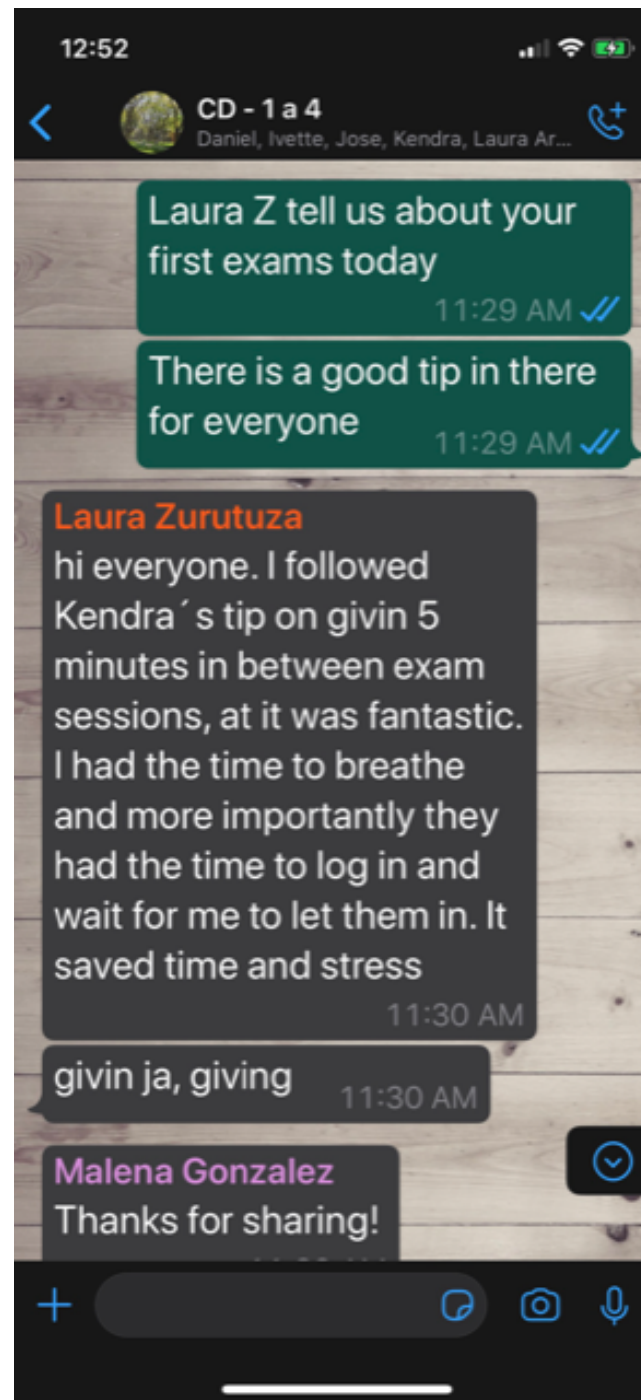 12:52
CD - 1 a 4
Daniel, Ivette, Jose, Kendra, Laura Ar...
Laura Z tell us about your
first exams today
11:29 AM
There is a good tip in there
for everyone
11:29 AM
Laura Zurutuza
hi everyone. I followed
Kendra´s tip on givin 5
minutes in between exam
sessions, at it was fantastic.
I had the time to breathe
and more importantly they
had the time to log in and
wait for me to let them in. It
saved time and stress
11:30 AM
givin ja, giving
11:30 AM
Malena Gonzalez
Thanks for sharing!